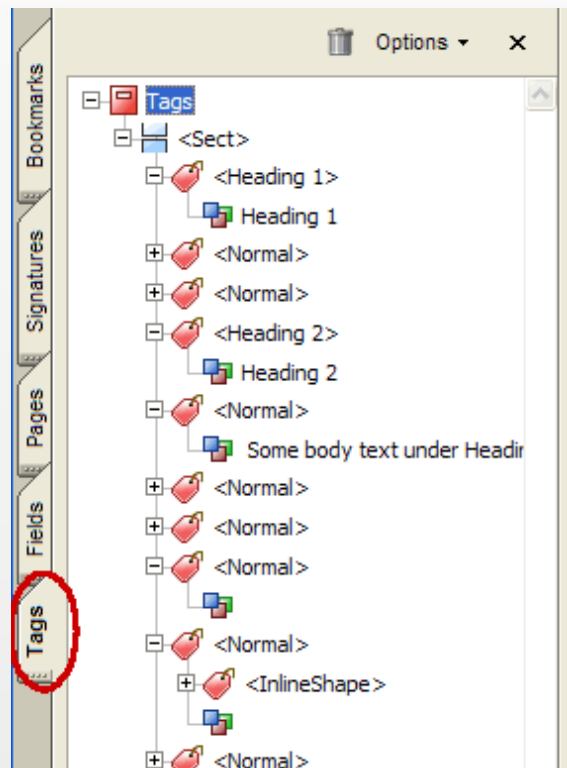 Options
Tags
<Sect>
<Heading 1>
Heading 1
<Normal>
<Normal>
<Heading 2>
Heading 2
<Normal>
Some body text under Headin
<Normal>
<Normal>
<Normal>
<Normal>
<InlineShape>
<Normal>
Bookmarks
Signatures
Pages
Fields
Tags